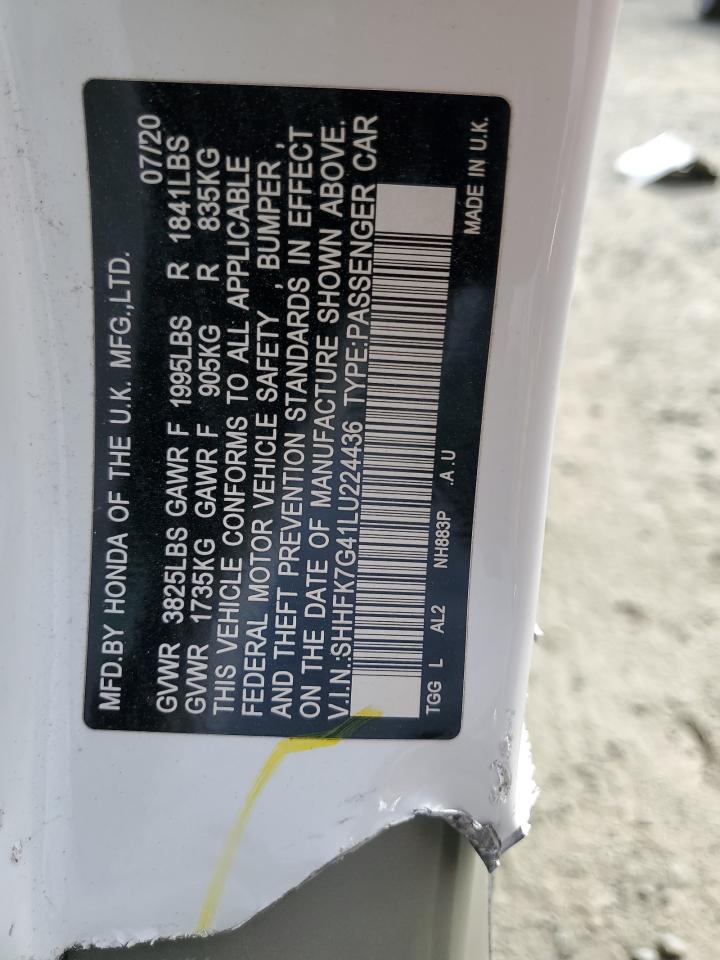 MFD.BY HONDA OF THE U.K. MFG.,LTD. 07/20
GVWR 3825LBS GAWR F 1995LBS R 1841LBS
GVWR 1735KG GAWR F 905KG R 835KG
THIS VEHICLE CONFORMS TO ALL APPLICABLE
FEDERAL MOTOR VEHICLE SAFETY , BUMPER ,
AND THEFT PREVENTION STANDARDS IN EFFECT
ON THE DATE OF MANUFACTURE SHOWN ABOVE.
V.I.N.:SHHFK7G41LU224436 TYPE:PASSENGER CAR
TGG L AL2 NH883P .A .U MADE IN U.K.